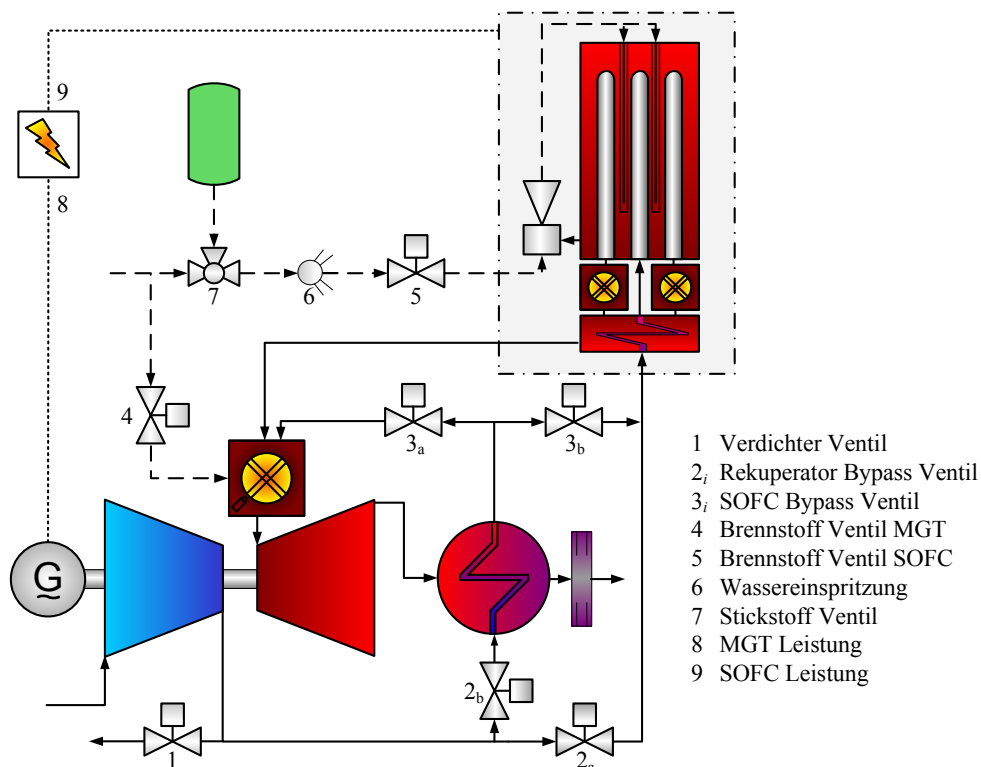 9
8
7
6
5
4
3a
3b
G
2b
1
2a
1 Verdichter Ventil
2i Rekuperator Bypass Ventil
3i SOFC Bypass Ventil
4 Brennstoff Ventil MGT
5 Brennstoff Ventil SOFC
6 Wassereinspritzung
7 Stickstoff Ventil
8 MGT Leistung
9 SOFC Leistung